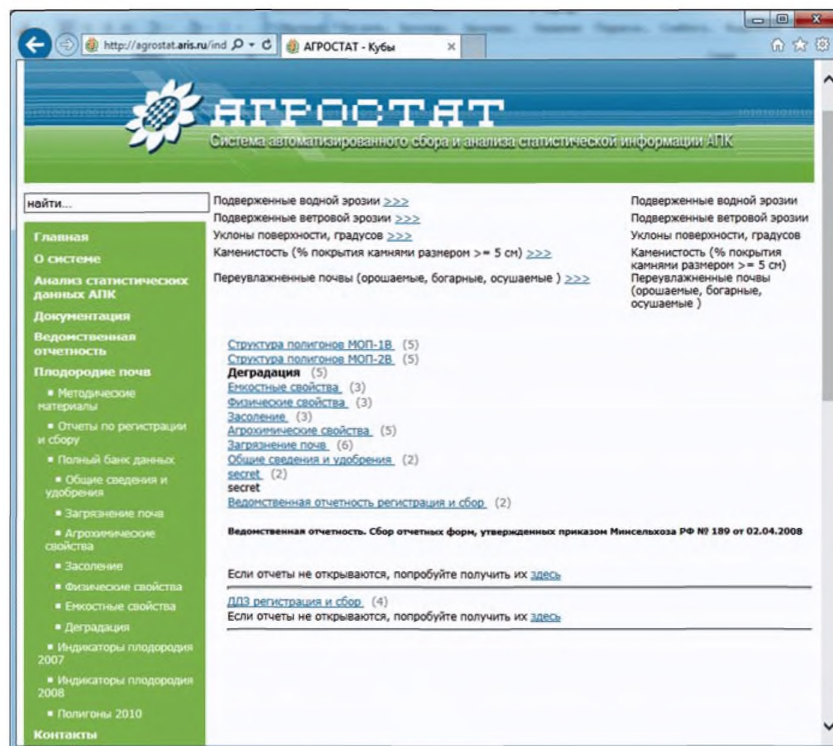 http://agrostat.aris.ru/ind
АГРОСТАТ - Кубы
АГРОСТАТ
Система автоматизированного сбора и анализа статистической информации АПК
найти...
Главная
О системе
Анализ статистических
данных АПК
Документация
Ведомственная
отчетность
Плодородие почв
Методические
материалы
Отчеты по регистрации
и сбору
Полный банк данных
Общие сведения и
удобрения
Загрязнение почв
Агрохимические
свойства
Засоление
Физические свойства
Емкостные свойства
Деградация
Индикаторы плодородия
2007
Индикаторы плодородия
2008
Полигоны 2010
Контакты
Подверженные водной эрозии >>>
Подверженные ветровой эрозии >>>
Уклоны поверхности, градусов >>>
Каменистость (% покрытия камнями размером >= 5 см) >>>
Переувлажненные почвы (орошаемые, богарные, осушаемые ) >>>
Подверженные водной эрозии
Подверженные ветровой эрозии
Уклоны поверхности, градусов
Каменистость (% покрытия
камнями размером >= 5 см)
Переувлажненные почвы
(орошаемые, богарные,
осушаемые )
Структура полигонов МОП-1В (5)
Структура полигонов МОП-2В (5)
Деградация (5)
Емкостные свойства (3)
Физические свойства (3)
Засоление (3)
Агрохимические свойства (5)
Загрязнение почв (6)
Общие сведения и удобрения (2)
secret (2)
secret
Ведомственная отчетность регистрация и сбор (2)
Ведомственная отчетность. Сбор отчетных форм, утвержденных приказом Минсельхоза РФ № 189 от 02.04.2008
Если отчеты не открываются, попробуйте получить их здесь
ДДЗ регистрация и сбор (4)
Если отчеты не открываются, попробуйте получить их здесь